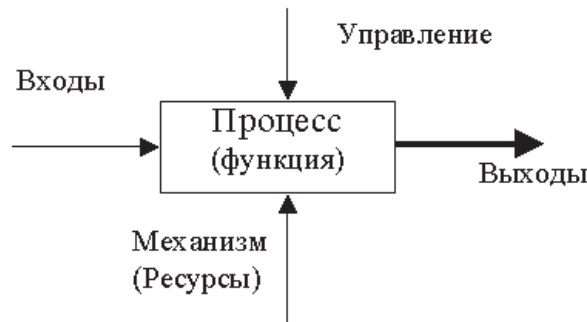 Управление
Входы
Процесс
(функция)
Выходы
Механизм
(Ресурсы)